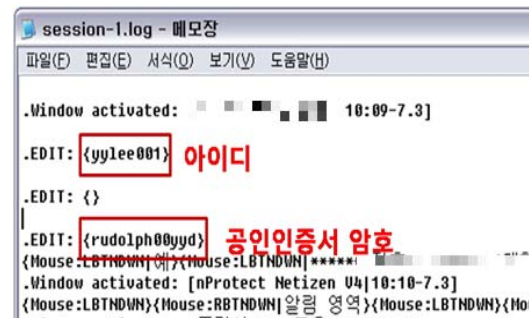 session-1.log - 메모장
파일(F) 편집(E) 서식(O) 보기(V) 도움말(H)
.Window activated: 10:09-7.3]
.EDIT: {yylee001} 아이디
.EDIT: {}
.EDIT: {rudolph00yyd} 공인인증서 암호
{Mouse:LBTNDWN|예}{Mouse:LBTNDWN|*****
.Window activated: [nProtect Netizen V4|10:10-7.3]
{Mouse:LBTNDWN}{Mouse:RBTNDWN|알림 영역}{Mouse:LBTNDWN}{Mou